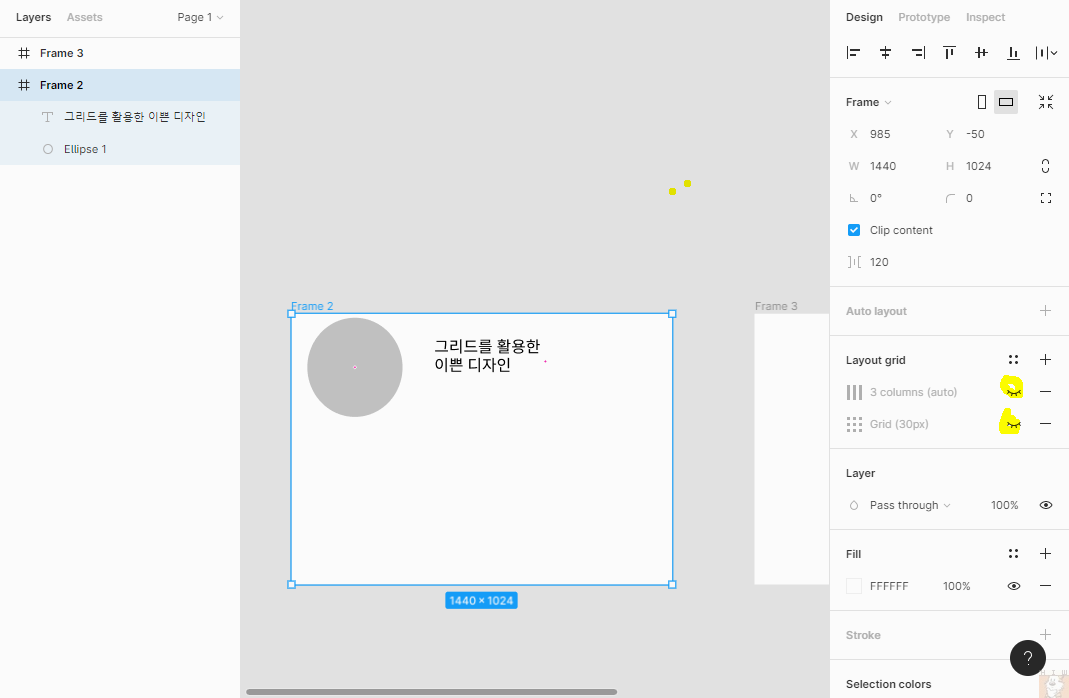 Layers Assets Page 1
Frame 3
Frame 2
그리드를 활용한 이쁜 디자인
Ellipse 1
Frame 2
그리드를 활용한
이쁜 디자인
1440 × 1024
Frame 3
Design Prototype Inspect
Frame
X 985 Y -50
W 1440 H 1024
0° 0
Clip content
120
Auto layout
Layout grid
3 columns (auto)
Grid (30px)
Layer
Pass through 100%
Fill
FFFFFF 100%
Stroke
?
Selection colors